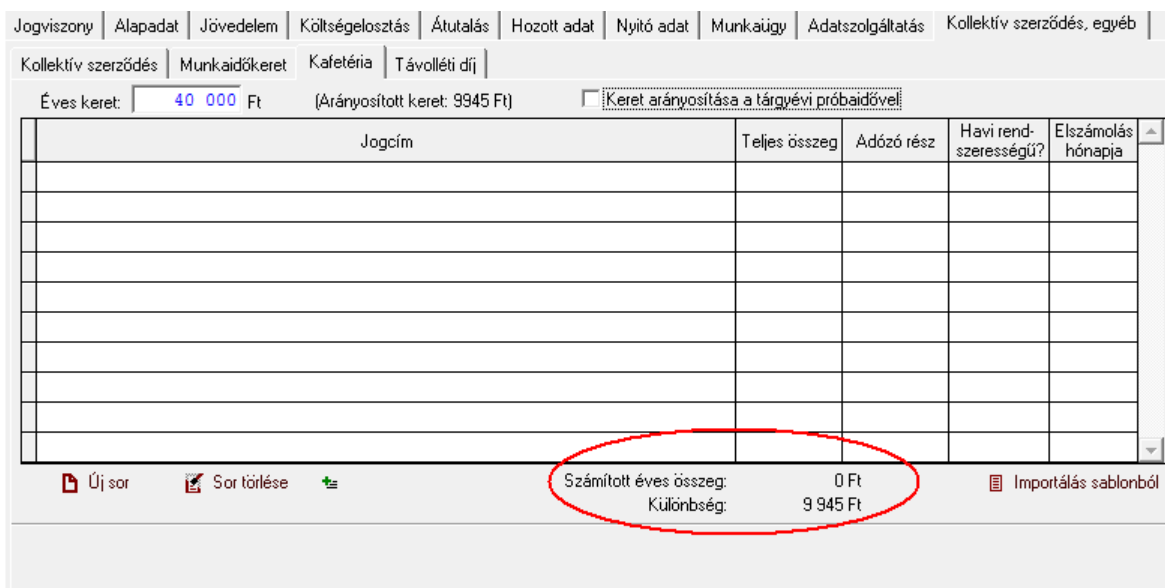 Jogviszony Alapadat Jövedelem Költségelosztás Átutalás Hozott adat Nyitó adat Munkaügy Adatszolgáltatás Kollektív szerződés, egyéb
Kollektív szerződés Munkaidőkeret Kafetéria Távolléti díj
Éves keret: 40 000 Ft (Arányosított keret: 9945 Ft) Keret arányosítása a tárgyévi próbaidővel
Jogcím Teljes összeg Adózó rész Havi rend- Elszámolás
szerességű? hónapja
Új sor Sor törlése Számított éves összeg: 0 Ft Importálás sablonból
Különbség: 9 945 Ft